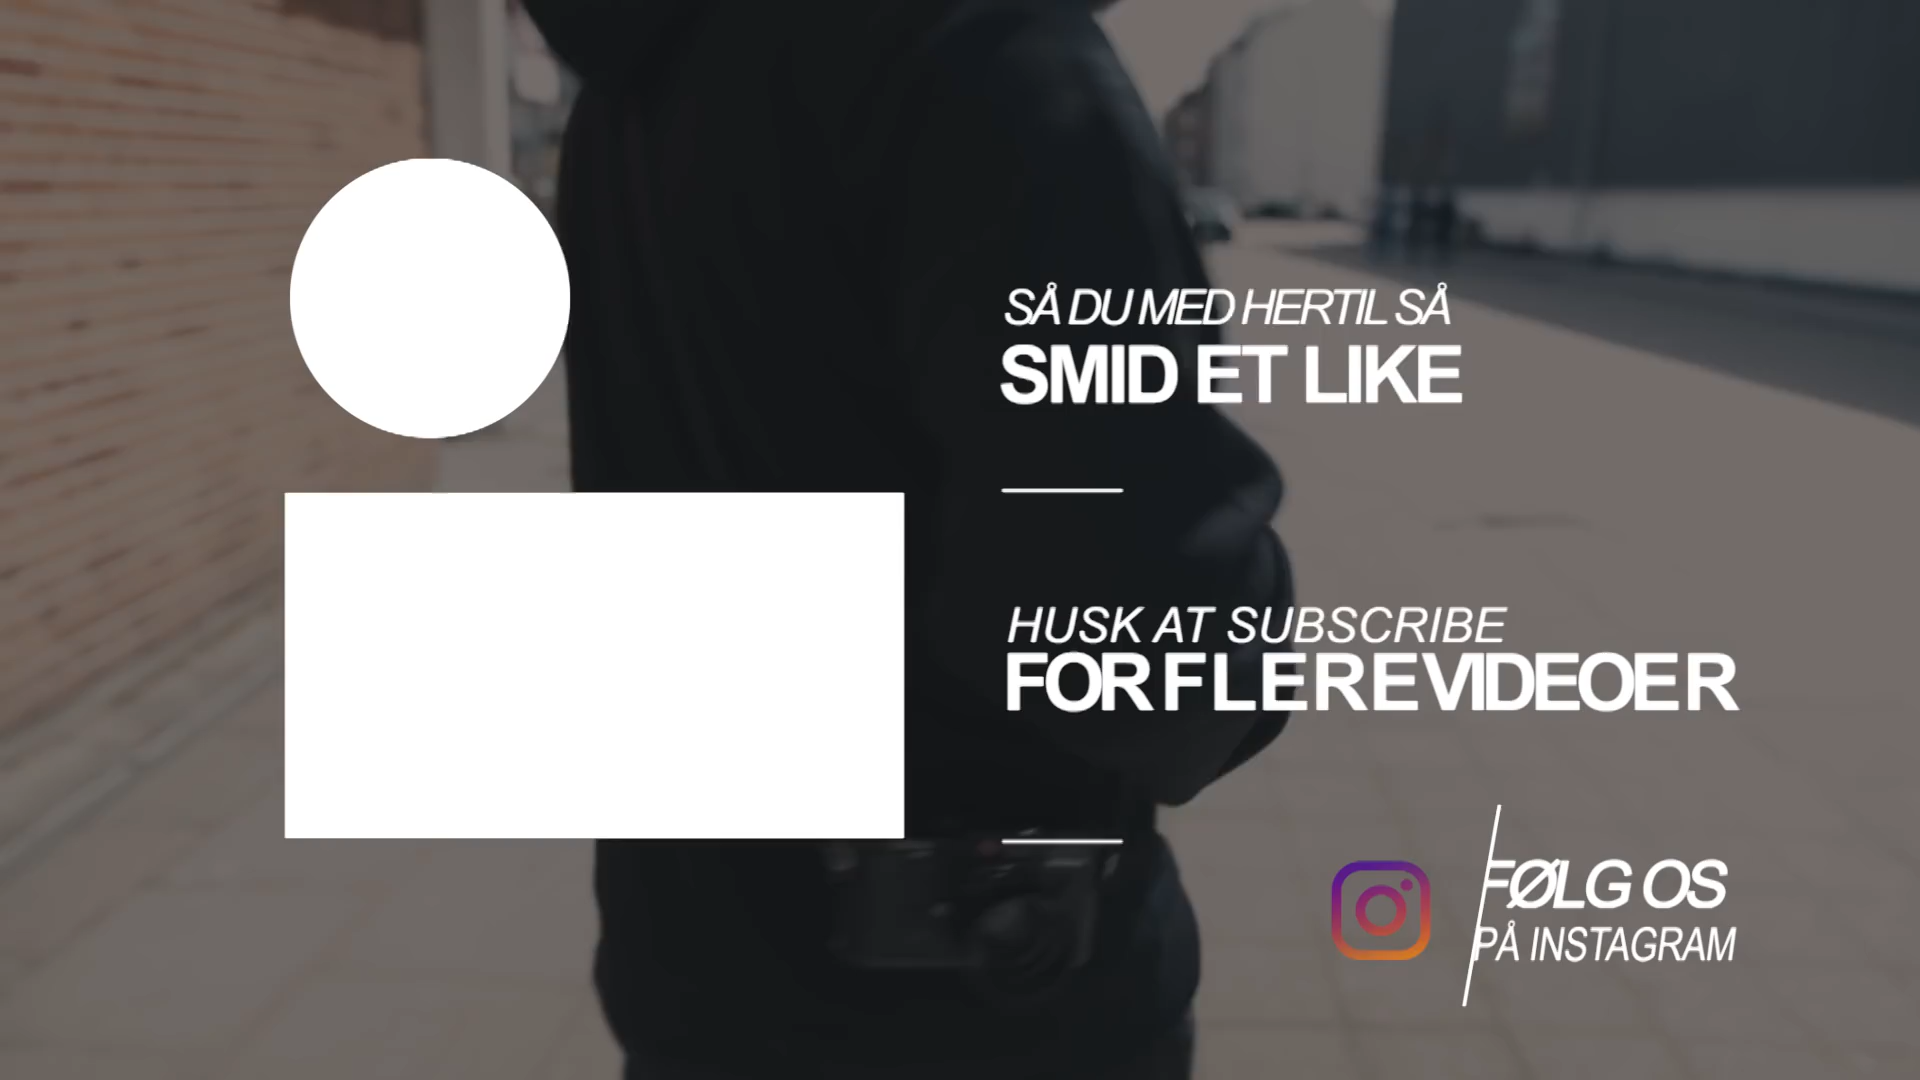 SÅ DU MED HERTIL SÅ
SMID ET LIKE
HUSK AT SUBSCRIBE
FOR FLERE VIDEOER
FØLG OS
PÅ INSTAGRAM